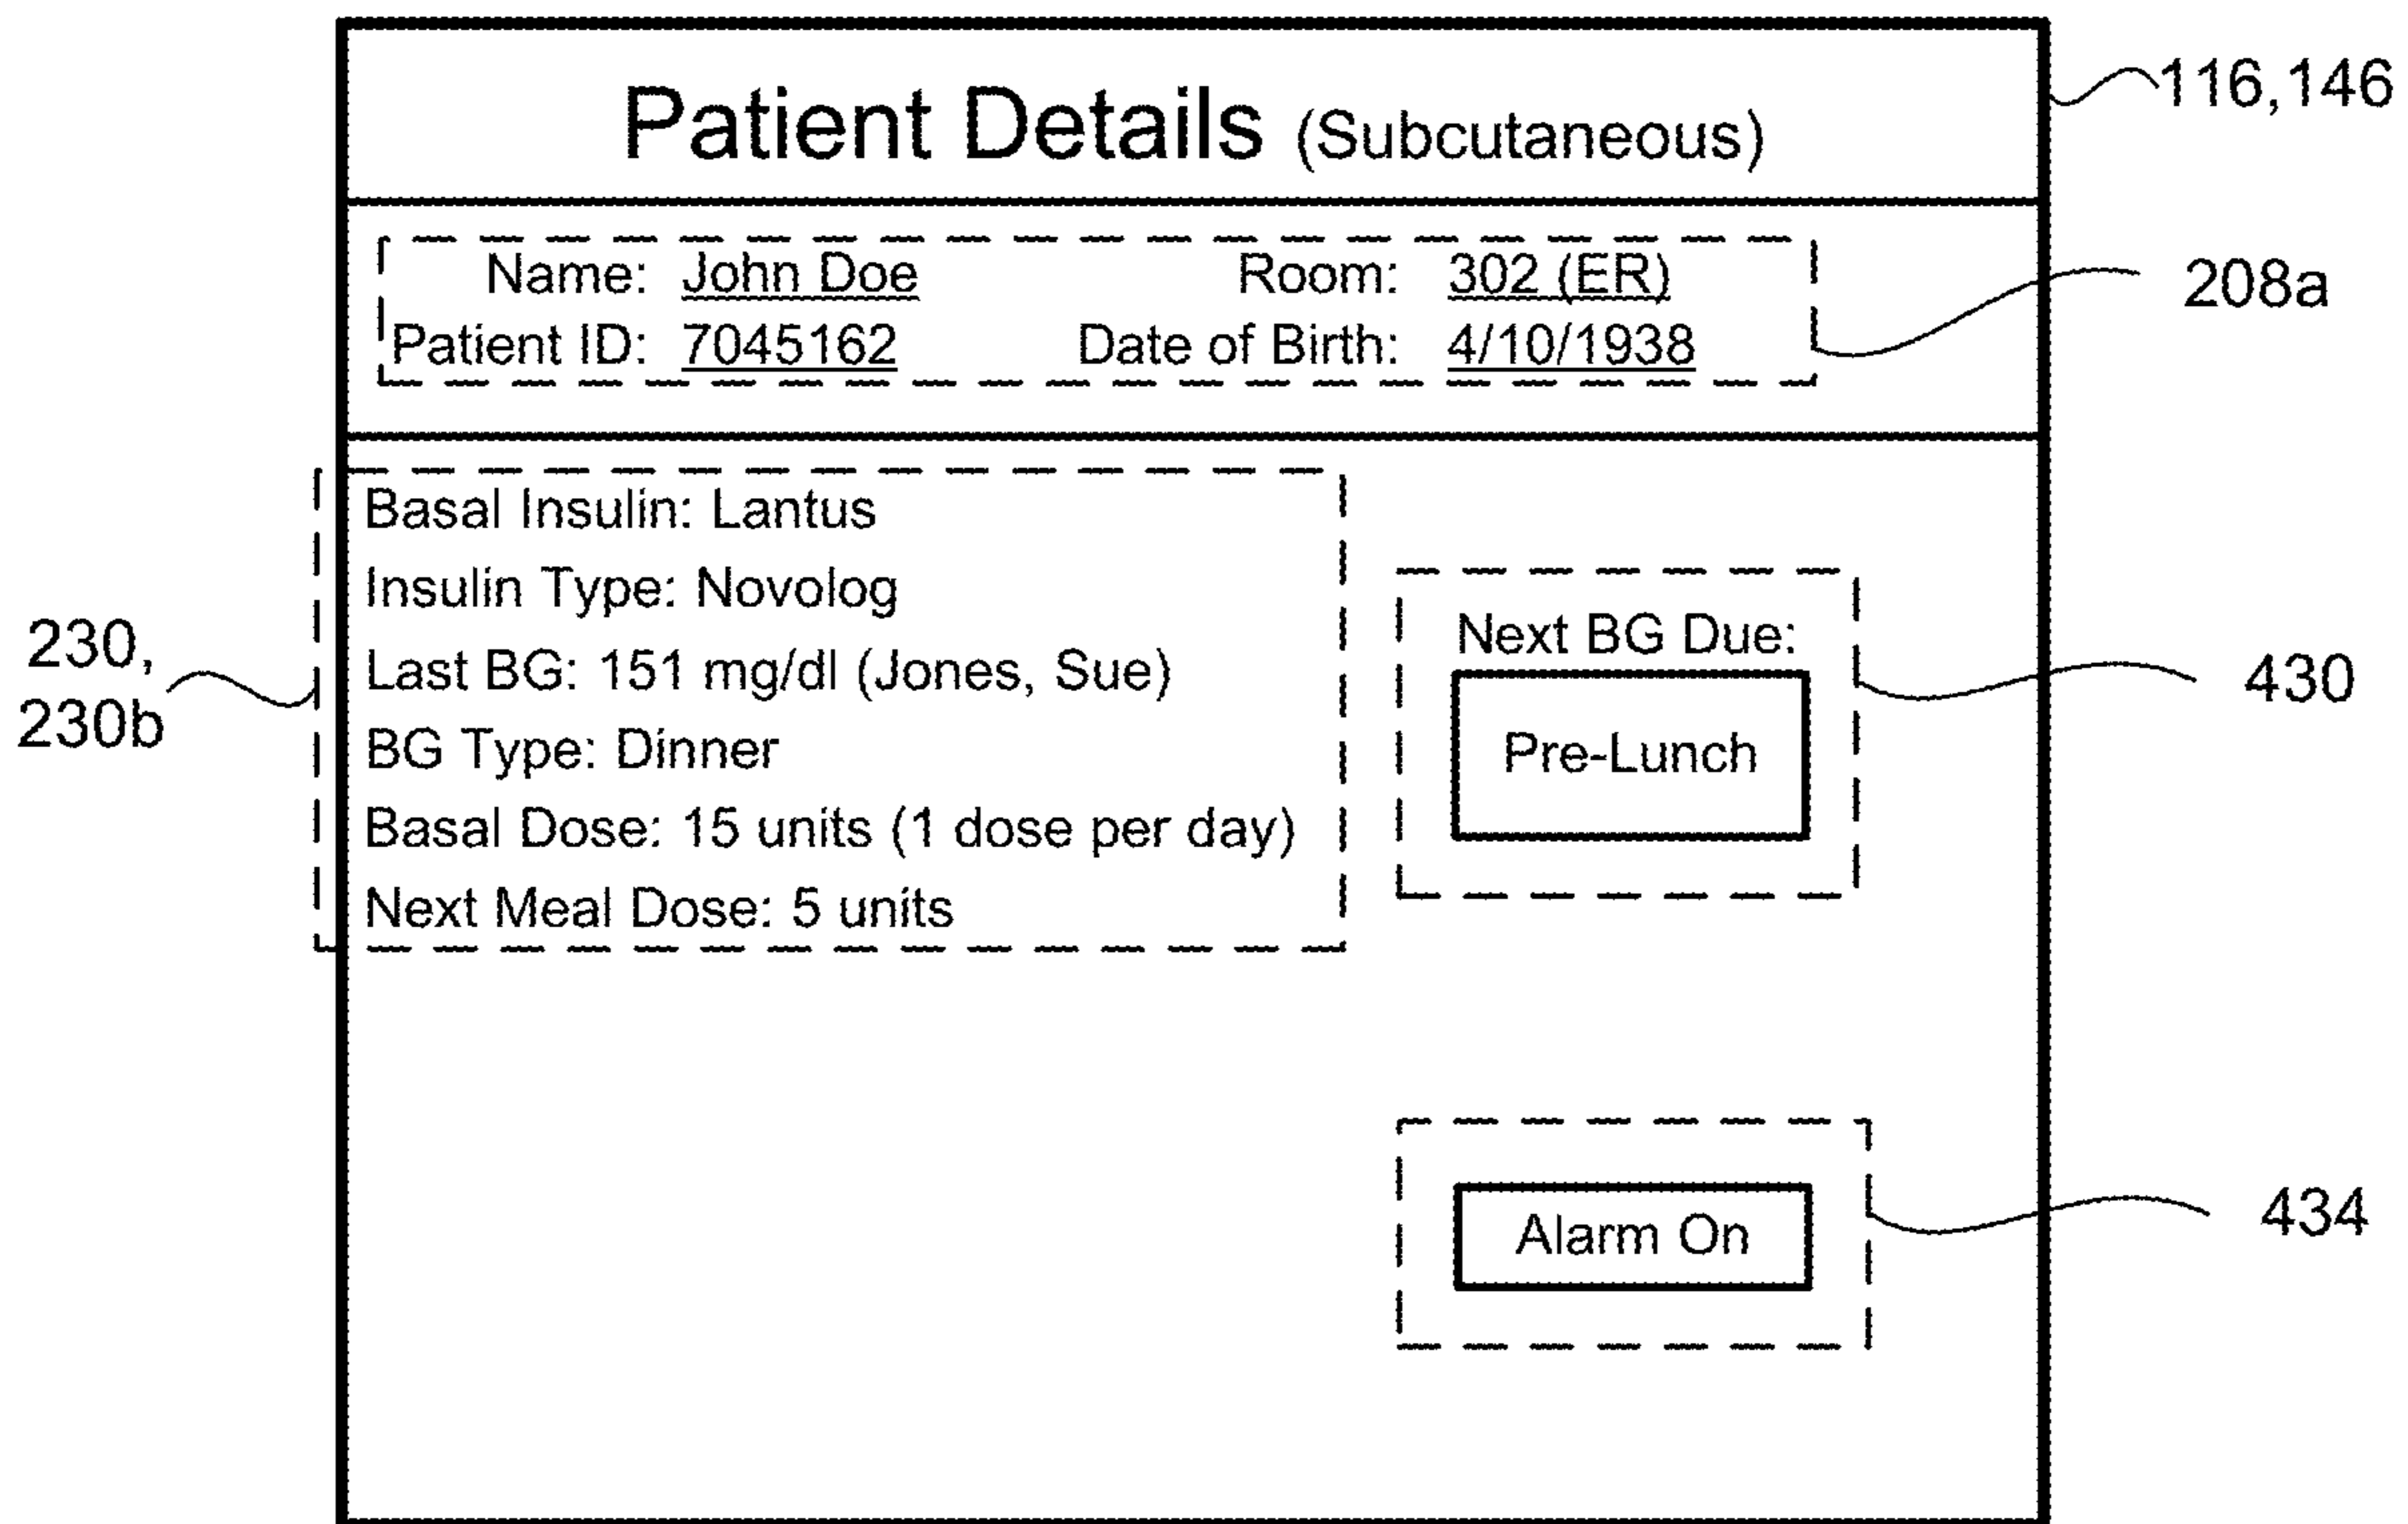 Patient Details (Subcutaneous)
116,146
Name: John Doe Room: 302 (ER)
Patient ID: 7045162 Date of Birth: 4/10/1938
208a
Basal Insulin: Lantus
Insulin Type: Novolog
Last BG: 151 mg/dl (Jones, Sue)
BG Type: Dinner
Basal Dose: 15 units (1 dose per day)
Next Meal Dose: 5 units
230,
230b
Next BG Due:
Pre-Lunch
430
Alarm On
434